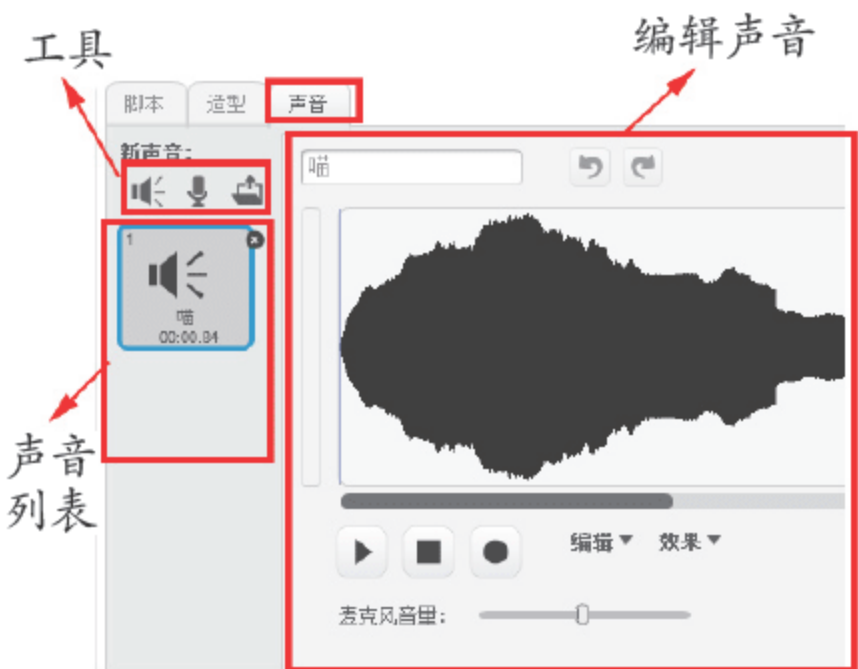 工具
编辑声音
脚本
造型
声音
新声音:
喵
1
喵
00:00.84
声音
列表
编辑
效果
麦克风音量: